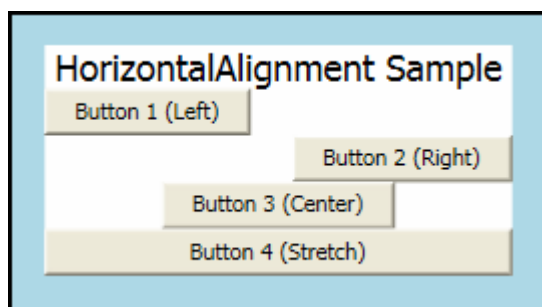 HorizontalAlignment Sample
Button 1 (Left)
Button 2 (Right)
Button 3 (Center)
Button 4 (Stretch)